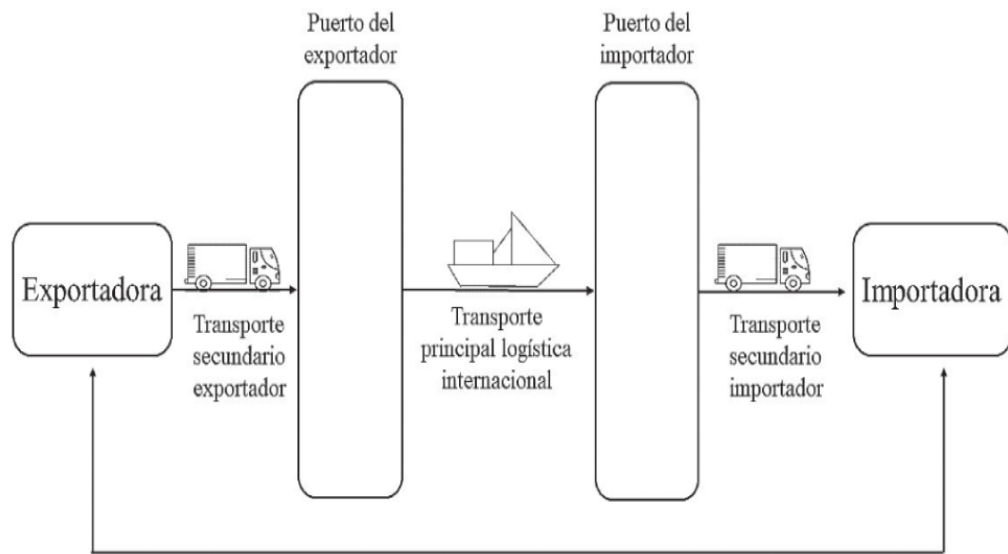 Puerto del
exportador
Puerto del
importador
Exportadora
Transporte
secundario
exportador
Transporte
principal logística
internacional
Transporte
secundario
importador
Importadora